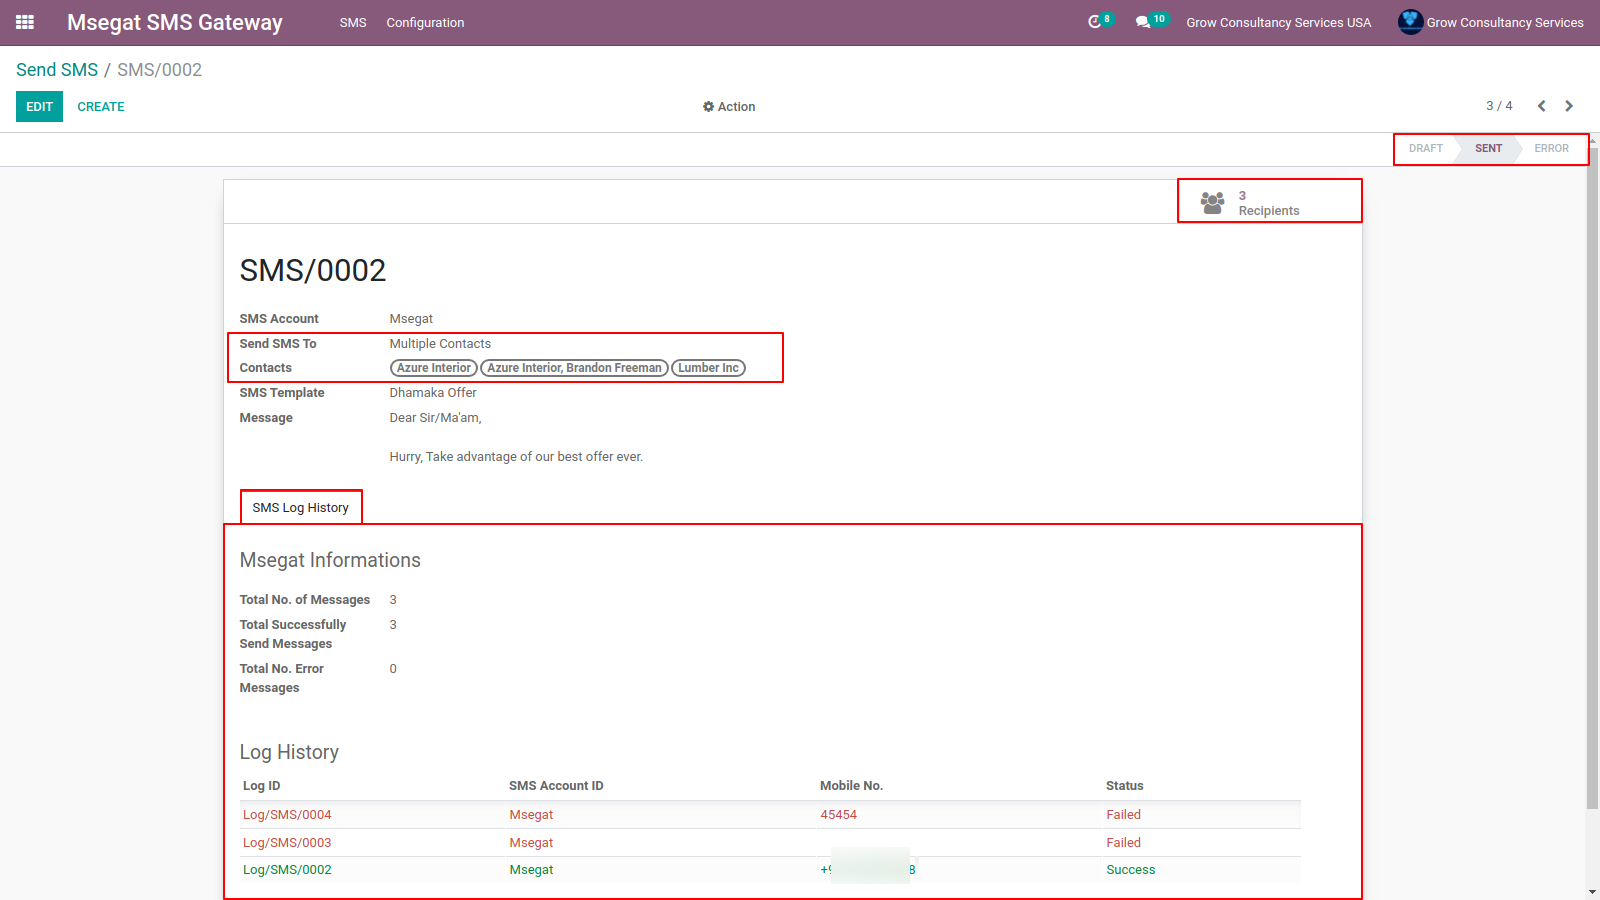 Msegat SMS Gateway SMS Configuration 8 10 Grow Consultancy Services USA Grow Consultancy Services
Send SMS / SMS/0002
EDIT CREATE Action 3 / 4
DRAFT SENT ERROR
3
Recipients
SMS/0002
SMS Account Msegat
Send SMS To Multiple Contacts
Contacts Azure Interior Azure Interior, Brandon Freeman Lumber Inc
SMS Template Dhamaka Offer
Message Dear Sir/Ma'am,
Hurry, Take advantage of our best offer ever.
SMS Log History
Msegat Informations
Total No. of Messages 3
Total Successfully 3
Send Messages
Total No. Error 0
Messages
Log History
Log ID SMS Account ID Mobile No. Status
Log/SMS/0004 Msegat 45454 Failed
Log/SMS/0003 Msegat Failed
Log/SMS/0002 Msegat Success